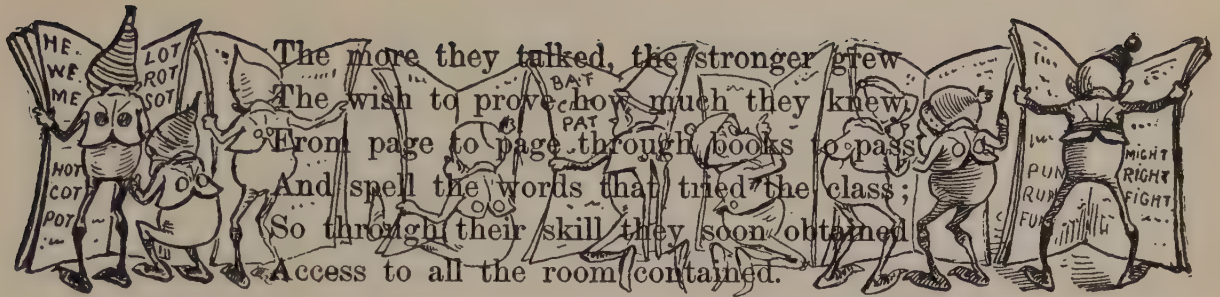 The more they talked, the stronger grew
The wish to prove how much they knew,
From page to page through books to pass
And spell the words that tried the class;
So through their skill they soon obtained
Access to all the room contained.
HE.
WE.
ME
HOT
COT
POT
LOT
ROT
SOT
BAT
PAT
PUN
RUN
FUN
MIGHT
RIGHT
FIGHT